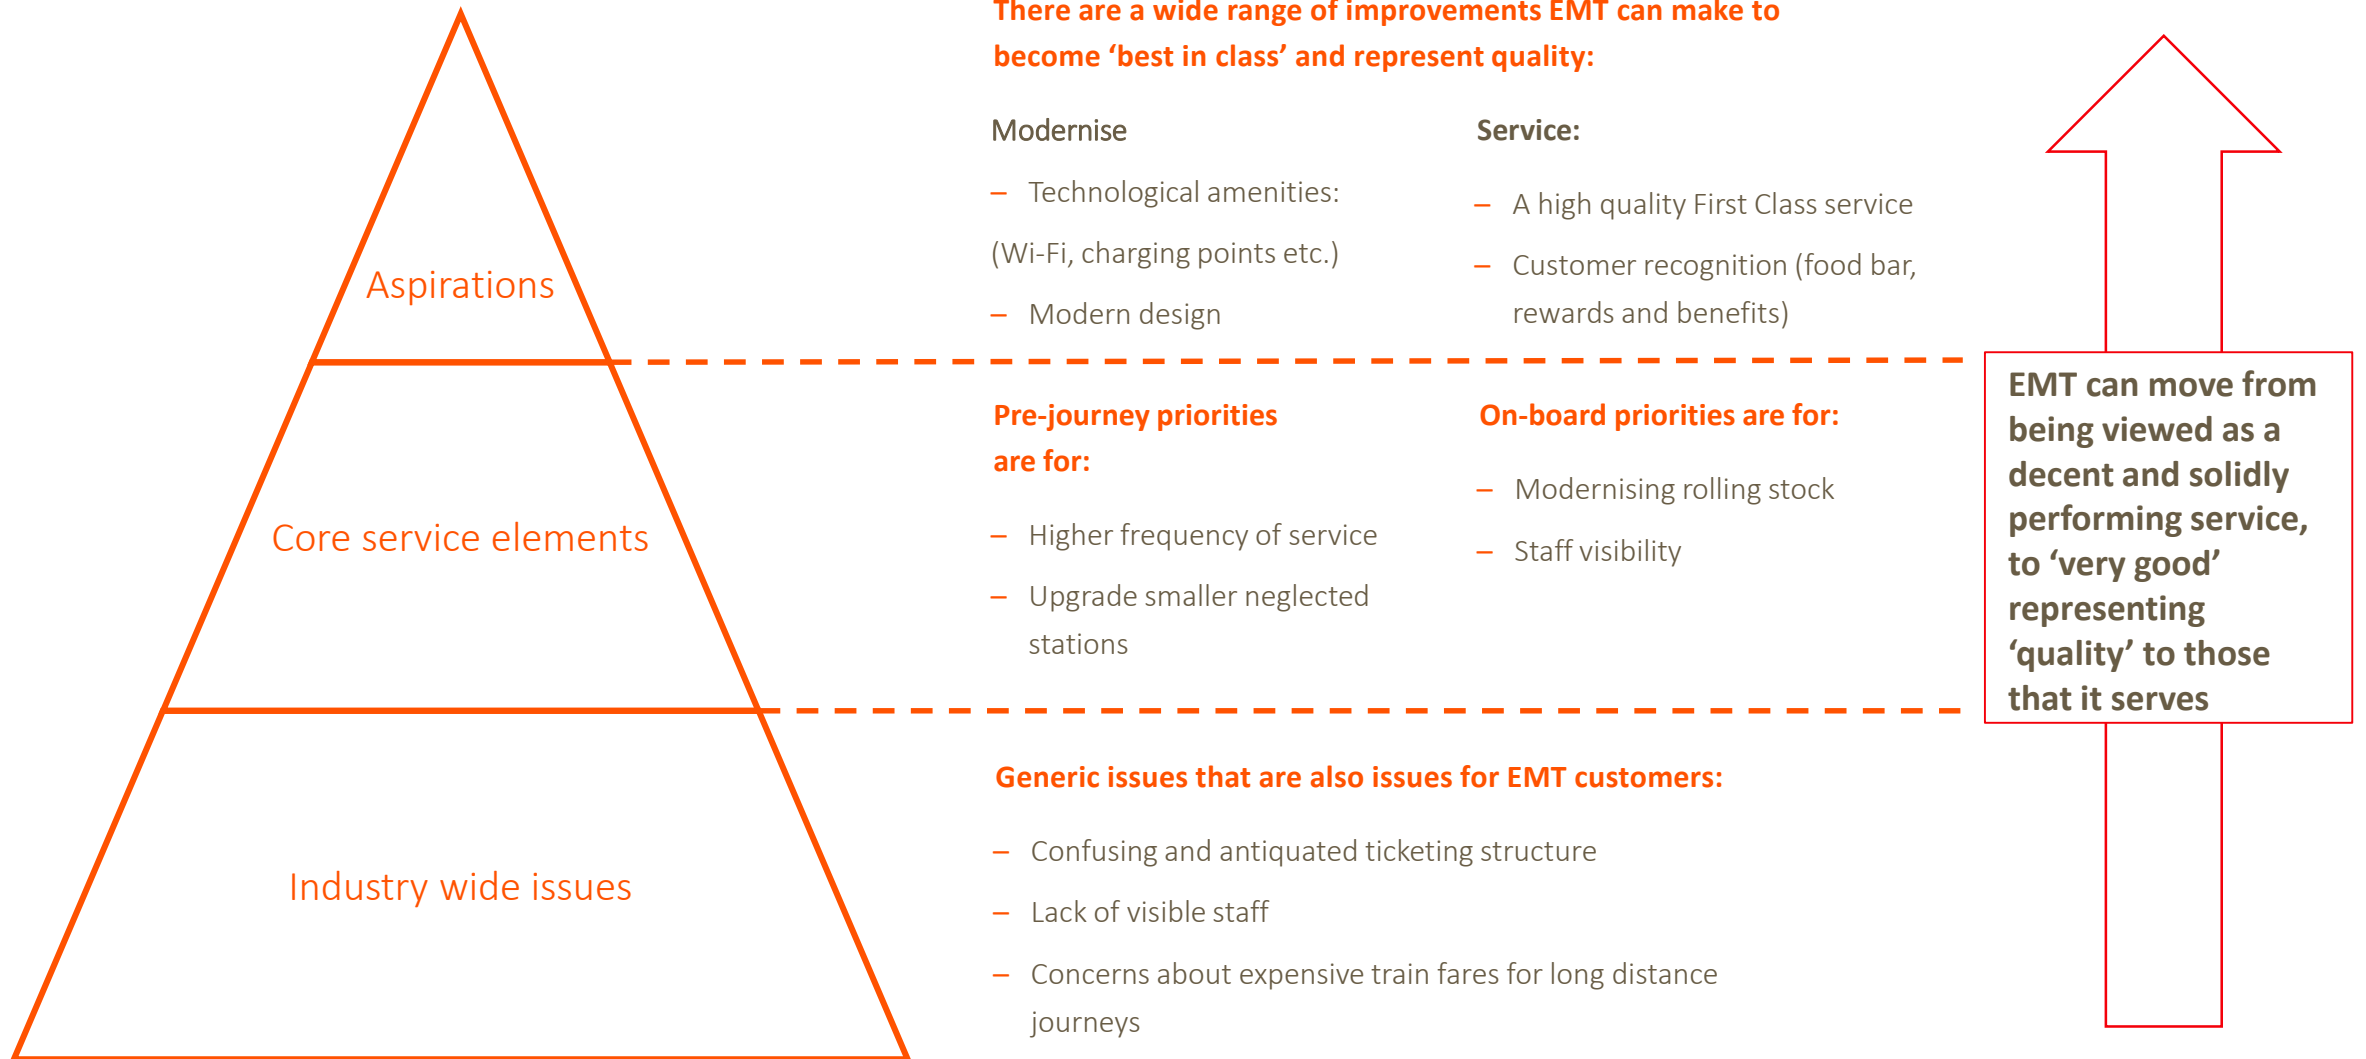 There are a wide range of improvements EMT can make to
become ‘best in class’ and represent quality:
Modernise
– Technological amenities:
(Wi-Fi, charging points etc.)
– Modern design
Service:
– A high quality First Class service
– Customer recognition (food bar,
rewards and benefits)
Aspirations
Pre-journey priorities
are for:
– Higher frequency of service
– Upgrade smaller neglected
stations
On-board priorities are for:
– Modernising rolling stock
– Staff visibility
Core service elements
Generic issues that are also issues for EMT customers:
– Confusing and antiquated ticketing structure
– Lack of visible staff
– Concerns about expensive train fares for long distance
journeys
Industry wide issues
EMT can move from
being viewed as a
decent and solidly
performing service,
to ‘very good’
representing
‘quality’ to those
that it serves